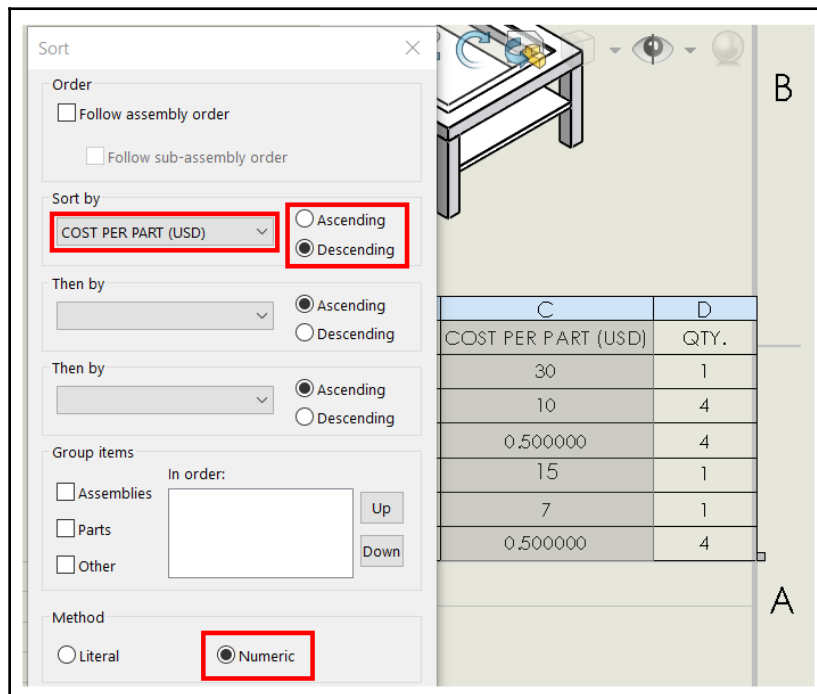 Sort
Order
Follow assembly order
Follow sub-assembly order
Sort by
COST PER PART (USD)
Ascending
Descending
Then by
Ascending
Descending
Then by
Ascending
Descending
Group items
In order:
Assemblies
Parts
Other
Up
Down
Method
Literal
Numeric
B
C D
COST PER PART (USD) QTY.
30 1
10 4
0.500000 4
15 1
7 1
0.500000 4
A